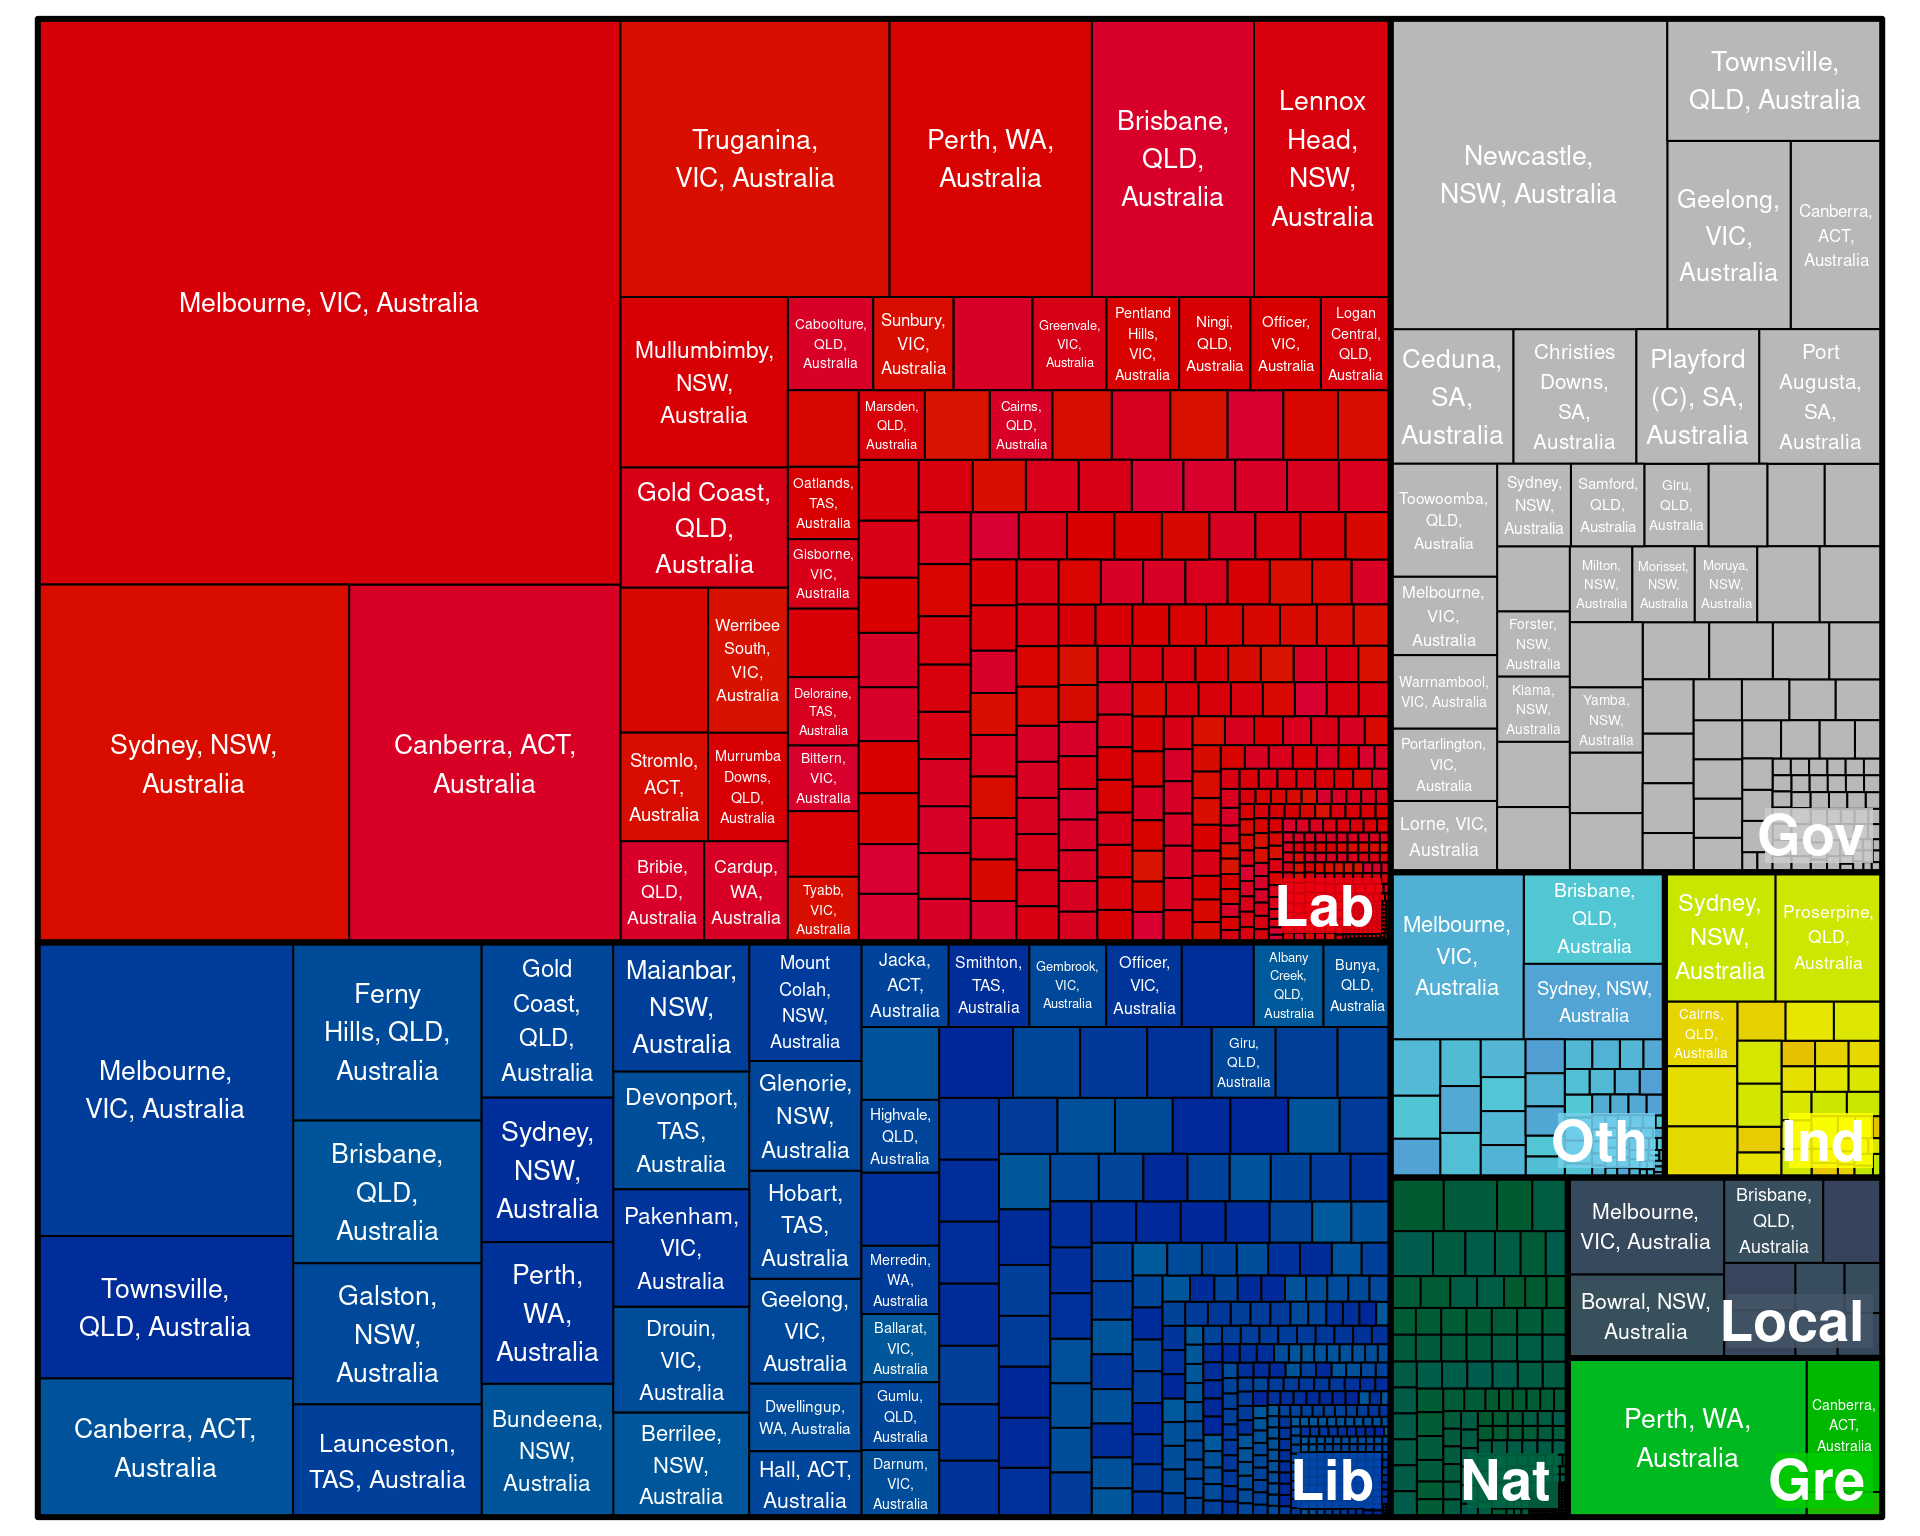 Melbourne, VIC, Australia
Sydney, NSW,
Australia
Canberra, ACT,
Australia
Truganina,
VIC, Australia
Perth, WA,
Australia
Brisbane,
QLD,
Australia
Lennox
Head,
NSW,
Australia
Mullumbimby,
NSW,
Australia
Gold Coast,
QLD,
Australia
Werribee
South,
VIC,
Australia
Stromlo,
ACT,
Australia
Murrumba
Downs,
QLD,
Australia
Bribie,
QLD,
Australia
Cardup,
WA,
Australia
Caboolture,
QLD,
Australia
Sunbury,
VIC,
Australia
Greenvale,
VIC,
Australia
Pentland
Hills,
VIC,
Australia
Ningi,
QLD,
Australia
Officer,
VIC,
Australia
Logan
Central,
QLD,
Australia
Marsden,
QLD,
Australia
Cairns,
QLD,
Australia
Oatlands,
TAS,
Australia
Gisborne,
VIC,
Australia
Deloraine,
TAS,
Australia
Bittern,
VIC,
Australia
Tyabb,
VIC,
Australia
Lab
Newcastle,
NSW, Australia
Townsville,
QLD, Australia
Geelong,
VIC,
Australia
Canberra,
ACT,
Australia
Ceduna,
SA,
Australia
Christies
Downs,
SA,
Australia
Playford
(C), SA,
Australia
Port
Augusta,
SA,
Australia
Toowoomba,
QLD,
Australia
Sydney,
NSW,
Australia
Samford,
QLD,
Australia
Giru,
QLD,
Australia
Melbourne,
VIC,
Australia
Milton,
NSW,
Australia
Morisset,
NSW,
Australia
Moruya,
NSW,
Australia
Forster,
NSW,
Australia
Warrnambool,
VIC, Australia
Kiama,
NSW,
Australia
Yamba,
NSW,
Australia
Portarlington,
VIC,
Australia
Lorne, VIC,
Australia
Gov
Melbourne,
VIC,
Australia
Brisbane,
QLD,
Australia
Sydney, NSW,
Australia
Oth
Sydney,
NSW,
Australia
Proserpine,
QLD,
Australia
Cairns,
QLD,
Australia
Ind
Melbourne,
VIC, Australia
Townsville,
QLD, Australia
Canberra, ACT,
Australia
Ferny
Hills, QLD,
Australia
Brisbane,
QLD,
Australia
Galston,
NSW,
Australia
Launceston,
TAS, Australia
Gold
Coast,
QLD,
Australia
Sydney,
NSW,
Australia
Perth,
WA,
Australia
Bundeena,
NSW,
Australia
Maianbar,
NSW,
Australia
Devonport,
TAS,
Australia
Pakenham,
VIC,
Australia
Drouin,
VIC,
Australia
Berrilee,
NSW,
Australia
Mount
Colah,
NSW,
Australia
Glenorie,
NSW,
Australia
Hobart,
TAS,
Australia
Geelong,
VIC,
Australia
Dwellingup,
WA, Australia
Hall, ACT,
Australia
Jacka,
ACT,
Australia
Smithton,
TAS,
Australia
Gembrook,
VIC,
Australia
Officer,
VIC,
Australia
Albany
Creek,
QLD,
Australia
Bunya,
QLD,
Australia
Giru,
QLD,
Australia
Highvale,
QLD,
Australia
Merredin,
WA,
Australia
Ballarat,
VIC,
Australia
Gumlu,
QLD,
Australia
Darnum,
VIC,
Australia
Lib
Nat
Melbourne,
VIC, Australia
Brisbane,
QLD,
Australia
Bowral, NSW,
Australia
Local
Perth, WA,
Australia
Canberra,
ACT,
Australia
Gre